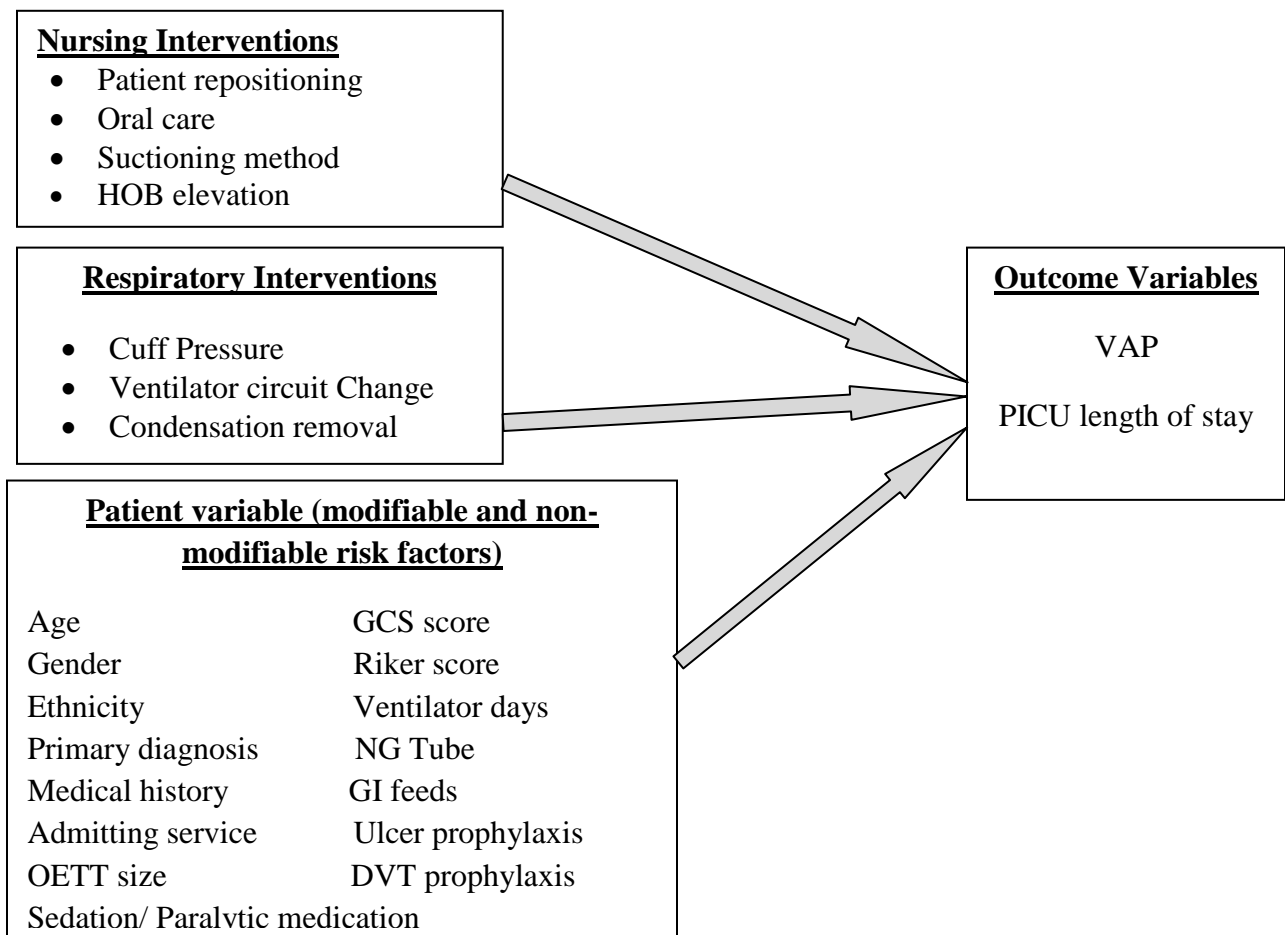 Nursing Interventions
• Patient repositioning
• Oral care
• Suctioning method
• HOB elevation
Respiratory Interventions
• Cuff Pressure
• Ventilator circuit Change
• Condensation removal
Patient variable (modifiable and non-
modifiable risk factors)
Age GCS score
Gender Riker score
Ethnicity Ventilator days
Primary diagnosis NG Tube
Medical history GI feeds
Admitting service Ulcer prophylaxis
OETT size DVT prophylaxis
Sedation/ Paralytic medication
Outcome Variables
VAP
PICU length of stay